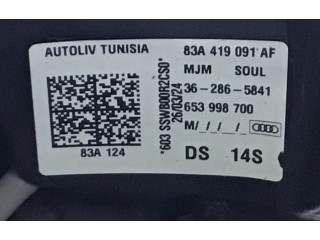 AUTOLIV TUNISIA
83A 124
*603 SSWB00R2CS0*
26/03/24
83A 419 091 AF
MJM SOUL
36-286-5841
653 998 700
M/_/_/_
DS 14S